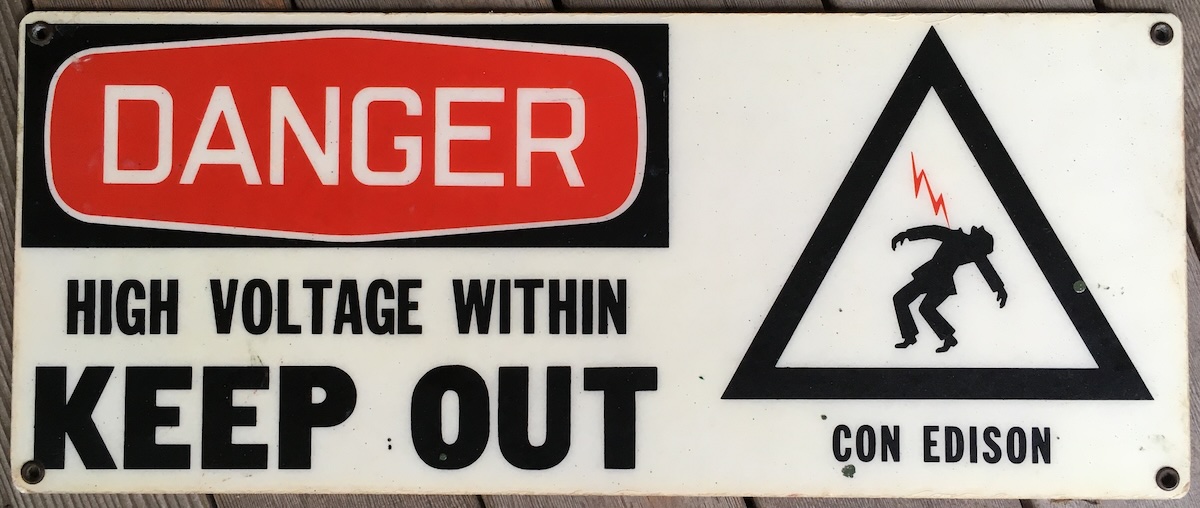 DANGER
HIGH VOLTAGE WITHIN
KEEP OUT
CON EDISON